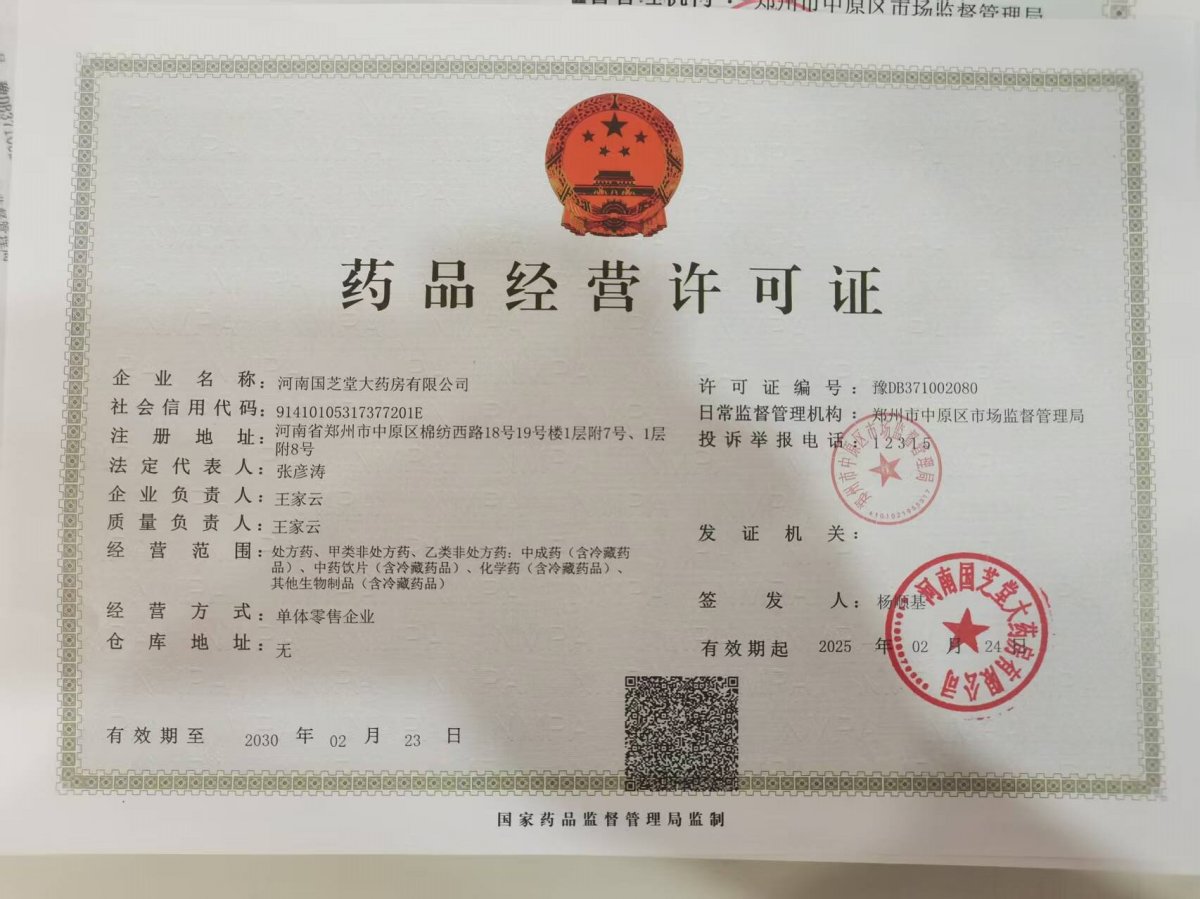 郑州市中原区市场监督管理局
药品经营许可证
企业名称：河南国芝堂大药房有限公司
社会信用代码：91410105317377201E
注册地址：河南省郑州市中原区棉纺西路18号19号楼1层附7号、1层
附8号
法定代表人：张彦涛
企业负责人：王家云
质量负责人：王家云
经营范围：处方药、甲类非处方药、乙类非处方药；中成药（含冷藏药
品）、中药饮片（含冷藏药品）、化学药（含冷藏药品）、
其他生物制品（含冷藏药品）
经营方式：单体零售企业
仓库地址：无
有效期至 2030 年 02 月 23 日
许可证编号：豫DB371002080
日常监督管理机构：郑州市中原区市场监督管理局
投诉举报电话：12315
郑州市中原区市场监督管理局
发证机关：
签发人：杨顺基
有效期起 2025 年 02 月 24 日
河南国芝堂大药房有限公司
国家药品监督管理局监制